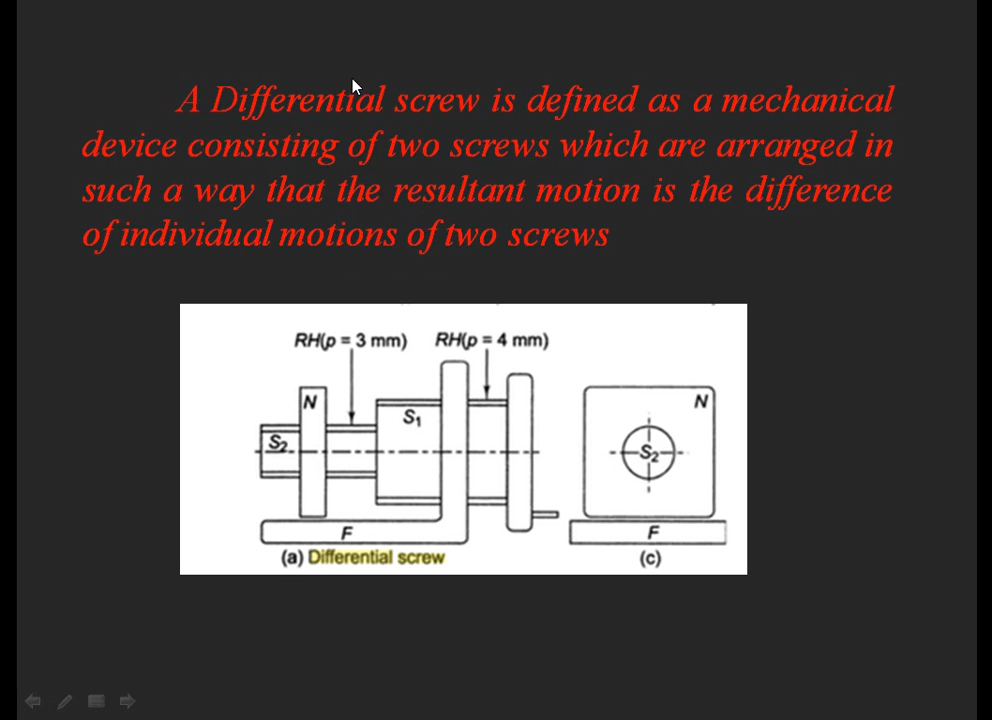 A Differential screw is defined as a mechanical
device consisting of two screws which are arranged in
such a way that the resultant motion is the difference
of individual motions of two screws
RH(p = 3 mm) RH(p = 4 mm)
N
S₁
S₂
F
(a) Differential screw
N
S₂
F
(c)